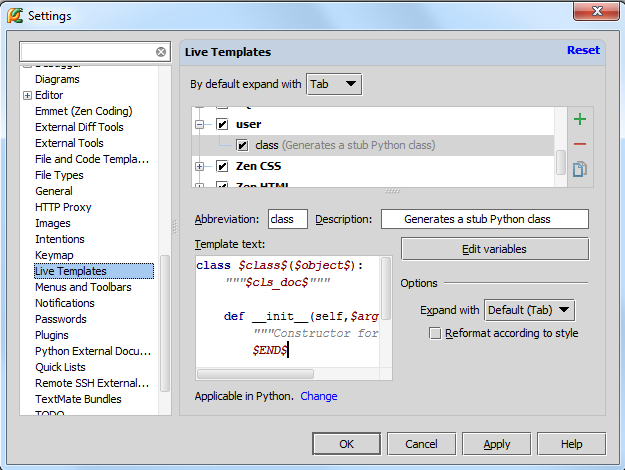 Settings
Live Templates
Reset
By default expand with Tab
Diagrams
Editor
Emmet (Zen Coding)
External Diff Tools
External Tools
File and Code Templa...
File Types
General
HTTP Proxy
Images
Intentions
Keymap
Live Templates
Menus and Toolbars
Notifications
Passwords
Plugins
Python External Docu...
Quick Lists
Remote SSH External...
TextMate Bundles
TODO
user
class (Generates a stub Python class)
Zen CSS
Zen HTML
Abbreviation: class Description: Generates a stub Python class
Template text:
class $class$($object$):
"""$cls_doc$"""
def __init__(self,$arg
"""Constructor for
$END$
Edit variables
Options
Expand with Default (Tab)
Reformat according to style
Applicable in Python. Change
OK Cancel Apply Help